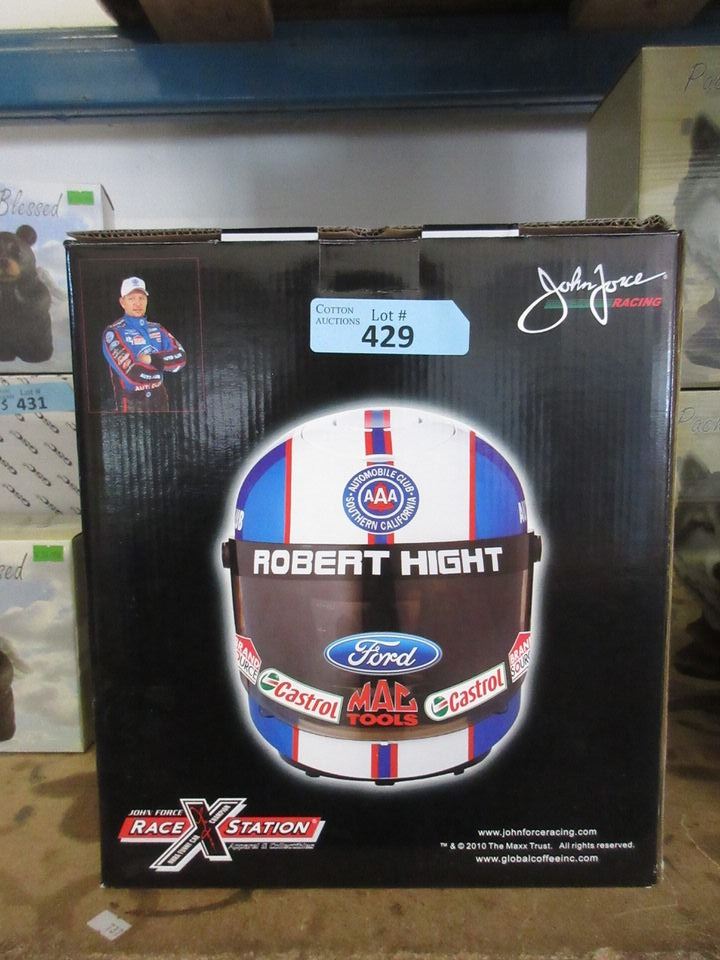 Blessed
COTTON
AUCTIONS
Lot #
429
John Force
RACING
Lot #
431
AUTOMOBILE CLUB
AAA
SOUTHERN CALIFORNIA
ROBERT HIGHT
Ford
BRAND
SOURCE
Castrol
MAC
TOOLS
Castrol
BRAND
SOURCE
JOHN FORCE
RACE X STATION
Apparel & Collectibles
www.johnforceracing.com
™ & © 2010 The Maxx Trust. All rights reserved.
www.globalcoffeeinc.com